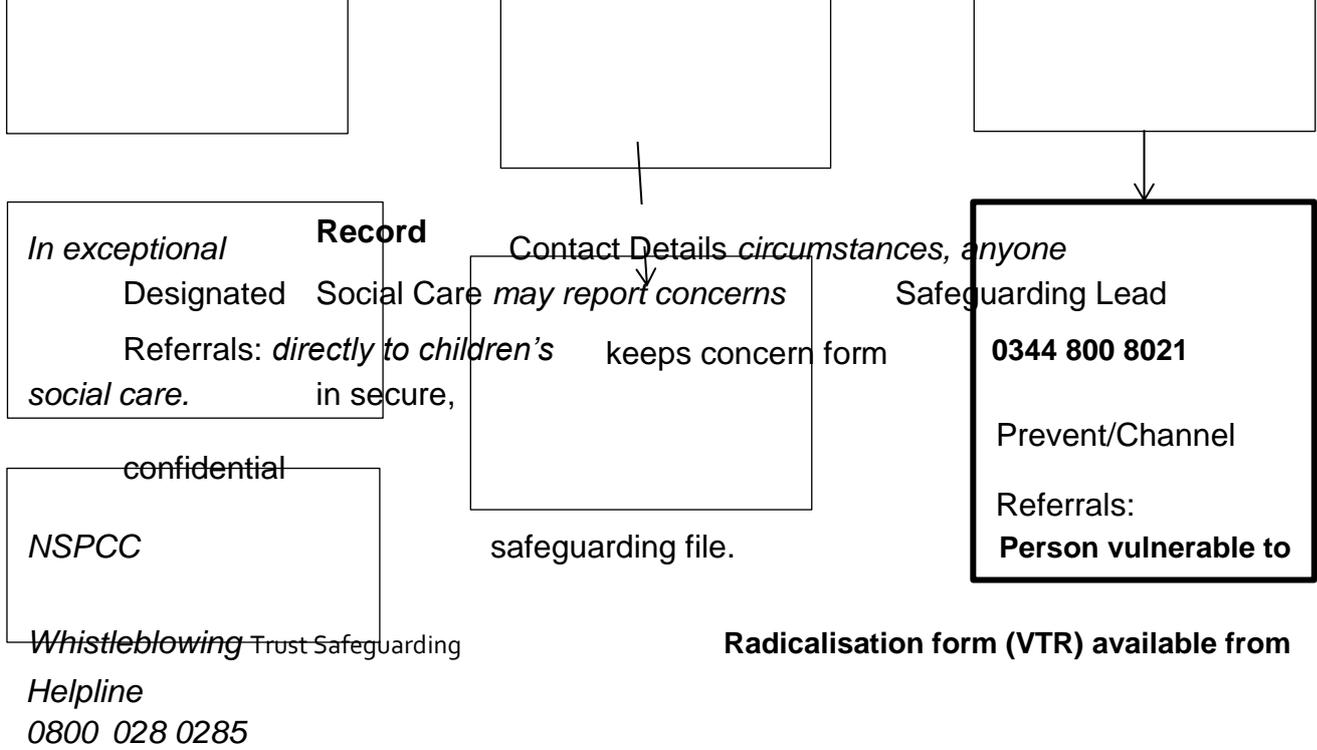 Record
In exceptional Contact Details circumstances, anyone
Designated Social Care may report concerns Safeguarding Lead
Referrals: directly to children's keeps concern form 0344 800 8021
social care. in secure,
Prevent/Channel
confidential
Referrals:
NSPCC safeguarding file. Person vulnerable to
Whistleblowing Trust Safeguarding Radicalisation form (VTR) available from
Helpline
0800 028 0285